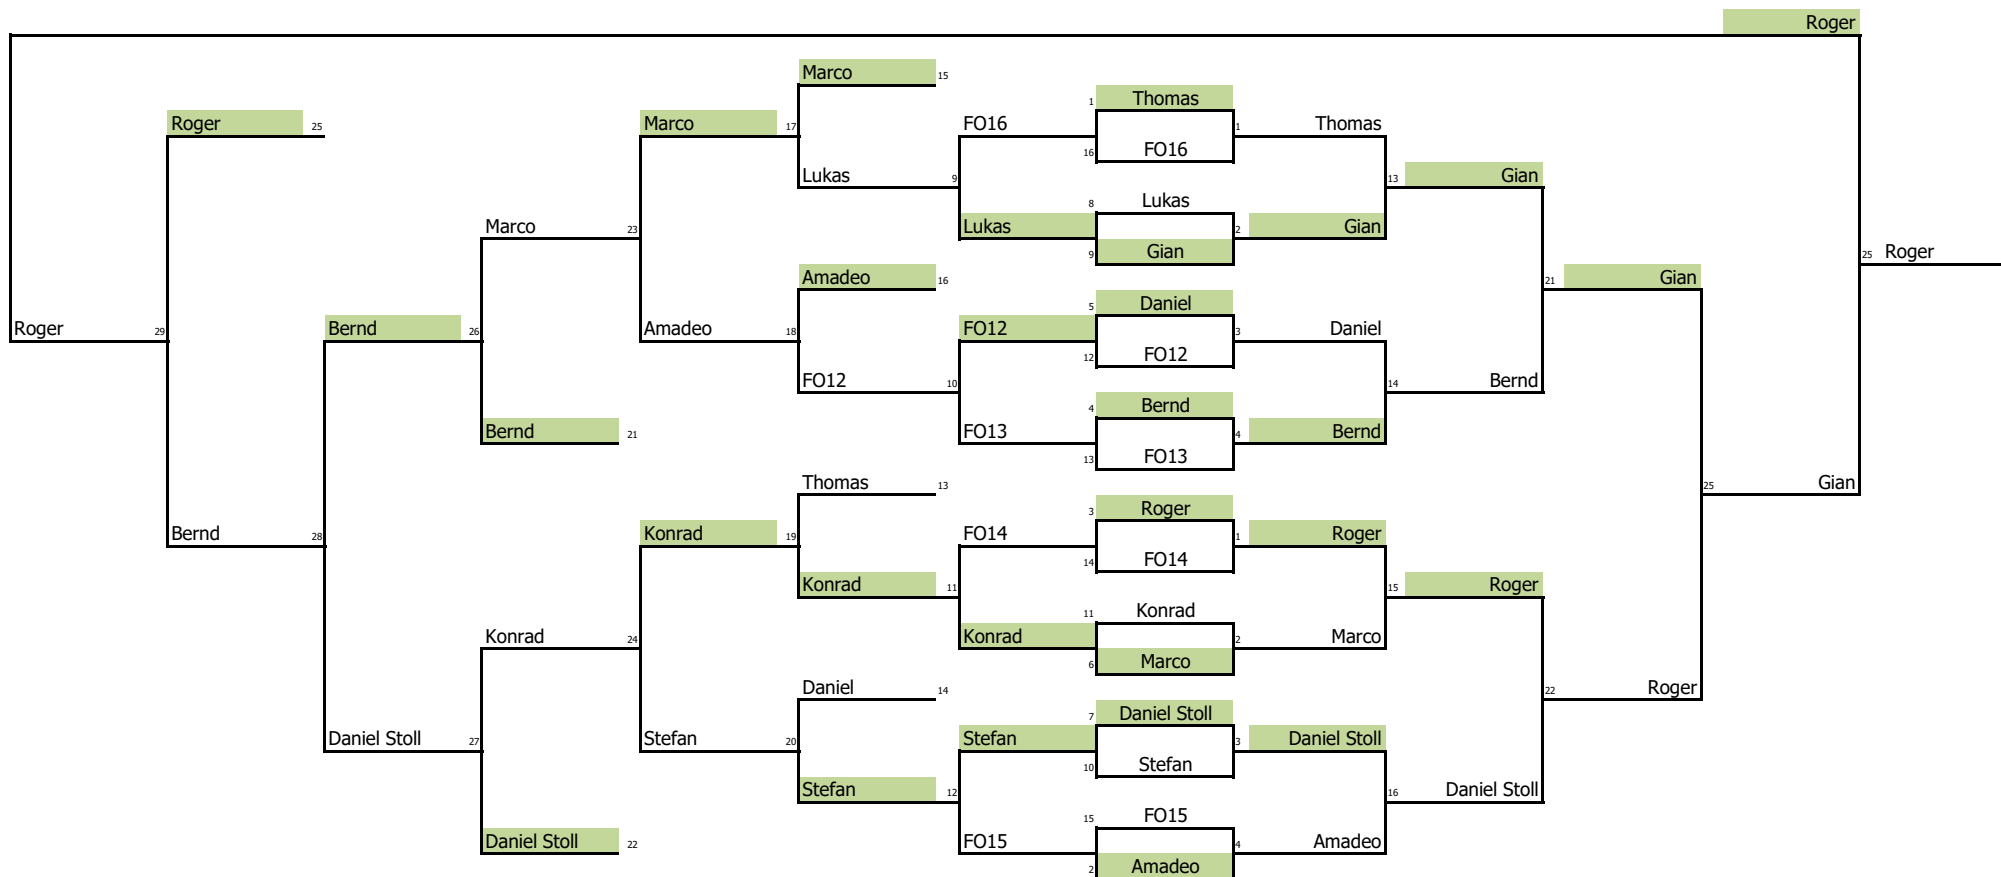 Roger
Marco 15
1 Thomas
Roger 25
Marco 17
FO16
1 Thomas
16 FO16
Lukas 9
13 Gian
8 Lukas
Marco 23
Lukas
2 Gian
9 Gian
25 Roger
Amadeo 16
21 Gian
5 Daniel
Roger 29
Bernd 26
Amadeo 18
FO12
3 Daniel
12 FO12
FO12 10
14 Bernd
4 Bernd
Bernd 21
FO13
4 Bernd
13 FO13
Thomas 13
25 Gian
3 Roger
Bernd 28
Konrad 19
FO14
1 Roger
14 FO14
Konrad 11
15 Roger
11 Konrad
Konrad 24
Konrad
2 Marco
6 Marco
Daniel 14
22 Roger
7 Daniel Stoll
Daniel Stoll 27
Stefan 20
Stefan
3 Daniel Stoll
10 Stefan
Stefan 12
16 Daniel Stoll
15 FO15
Daniel Stoll 22
FO15
4 Amadeo
2 Amadeo